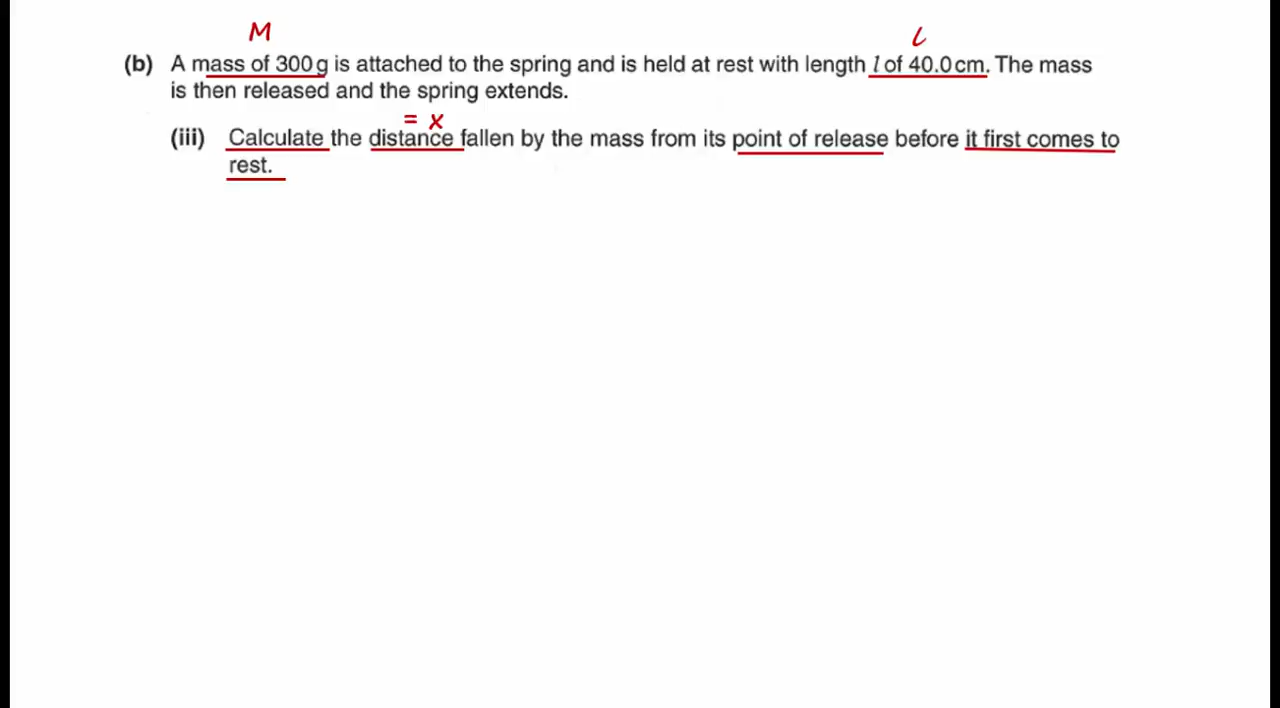 M
l
(b) A mass of 300 g is attached to the spring and is held at rest with length l of 40.0 cm. The mass
is then released and the spring extends.
= x
(iii) Calculate the distance fallen by the mass from its point of release before it first comes to
rest.